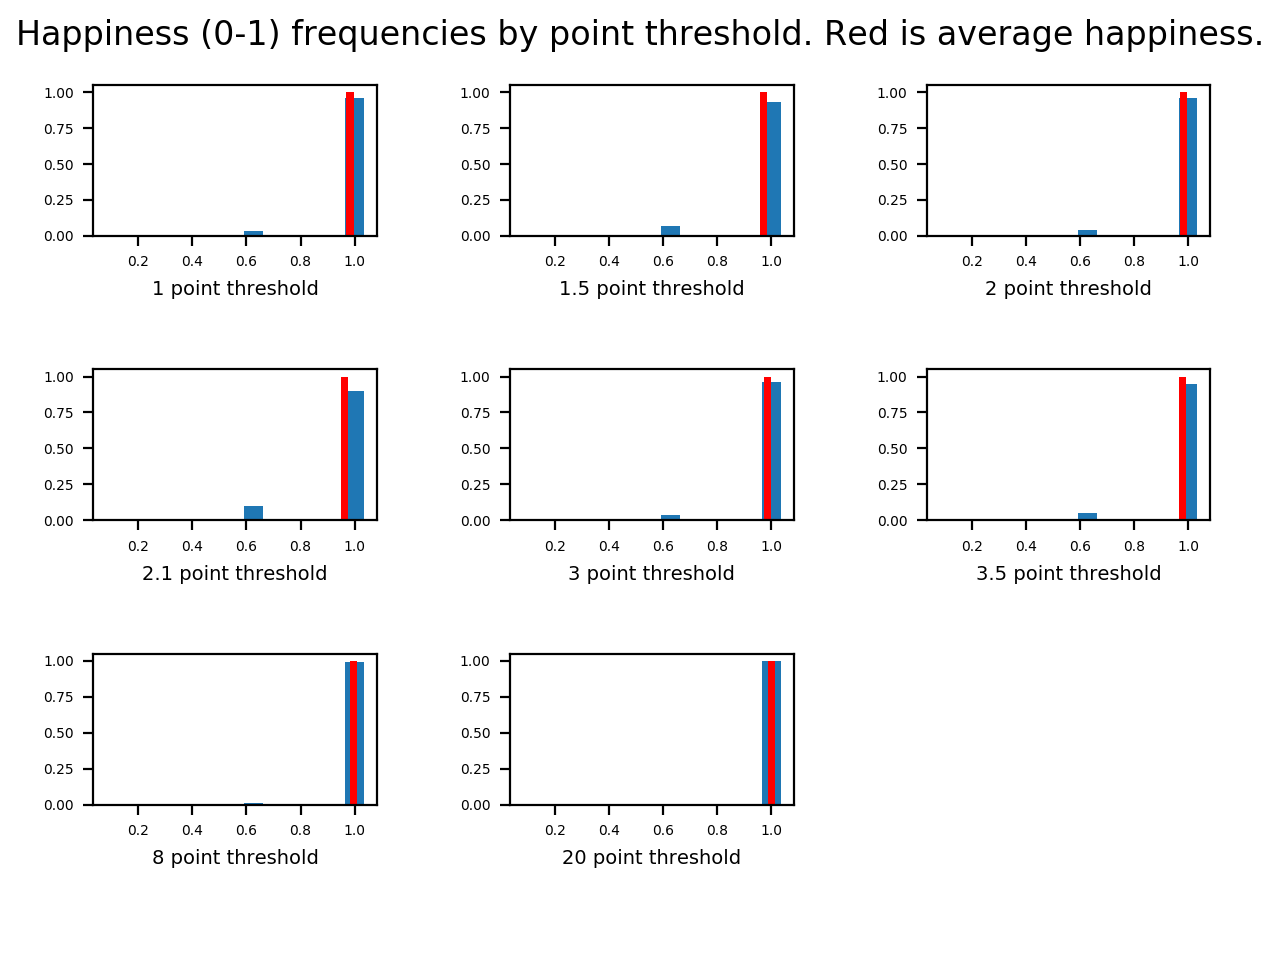 Happiness (0-1) frequencies by point threshold. Red is average happiness.
1.00 0.75 0.50 0.25 0.00
0.2 0.4 0.6 0.8 1.0
1 point threshold
1.00 0.75 0.50 0.25 0.00
0.2 0.4 0.6 0.8 1.0
1.5 point threshold
1.00 0.75 0.50 0.25 0.00
0.2 0.4 0.6 0.8 1.0
2 point threshold
1.00 0.75 0.50 0.25 0.00
0.2 0.4 0.6 0.8 1.0
2.1 point threshold
1.00 0.75 0.50 0.25 0.00
0.2 0.4 0.6 0.8 1.0
3 point threshold
1.00 0.75 0.50 0.25 0.00
0.2 0.4 0.6 0.8 1.0
3.5 point threshold
1.00 0.75 0.50 0.25 0.00
0.2 0.4 0.6 0.8 1.0
8 point threshold
1.00 0.75 0.50 0.25 0.00
0.2 0.4 0.6 0.8 1.0
20 point threshold